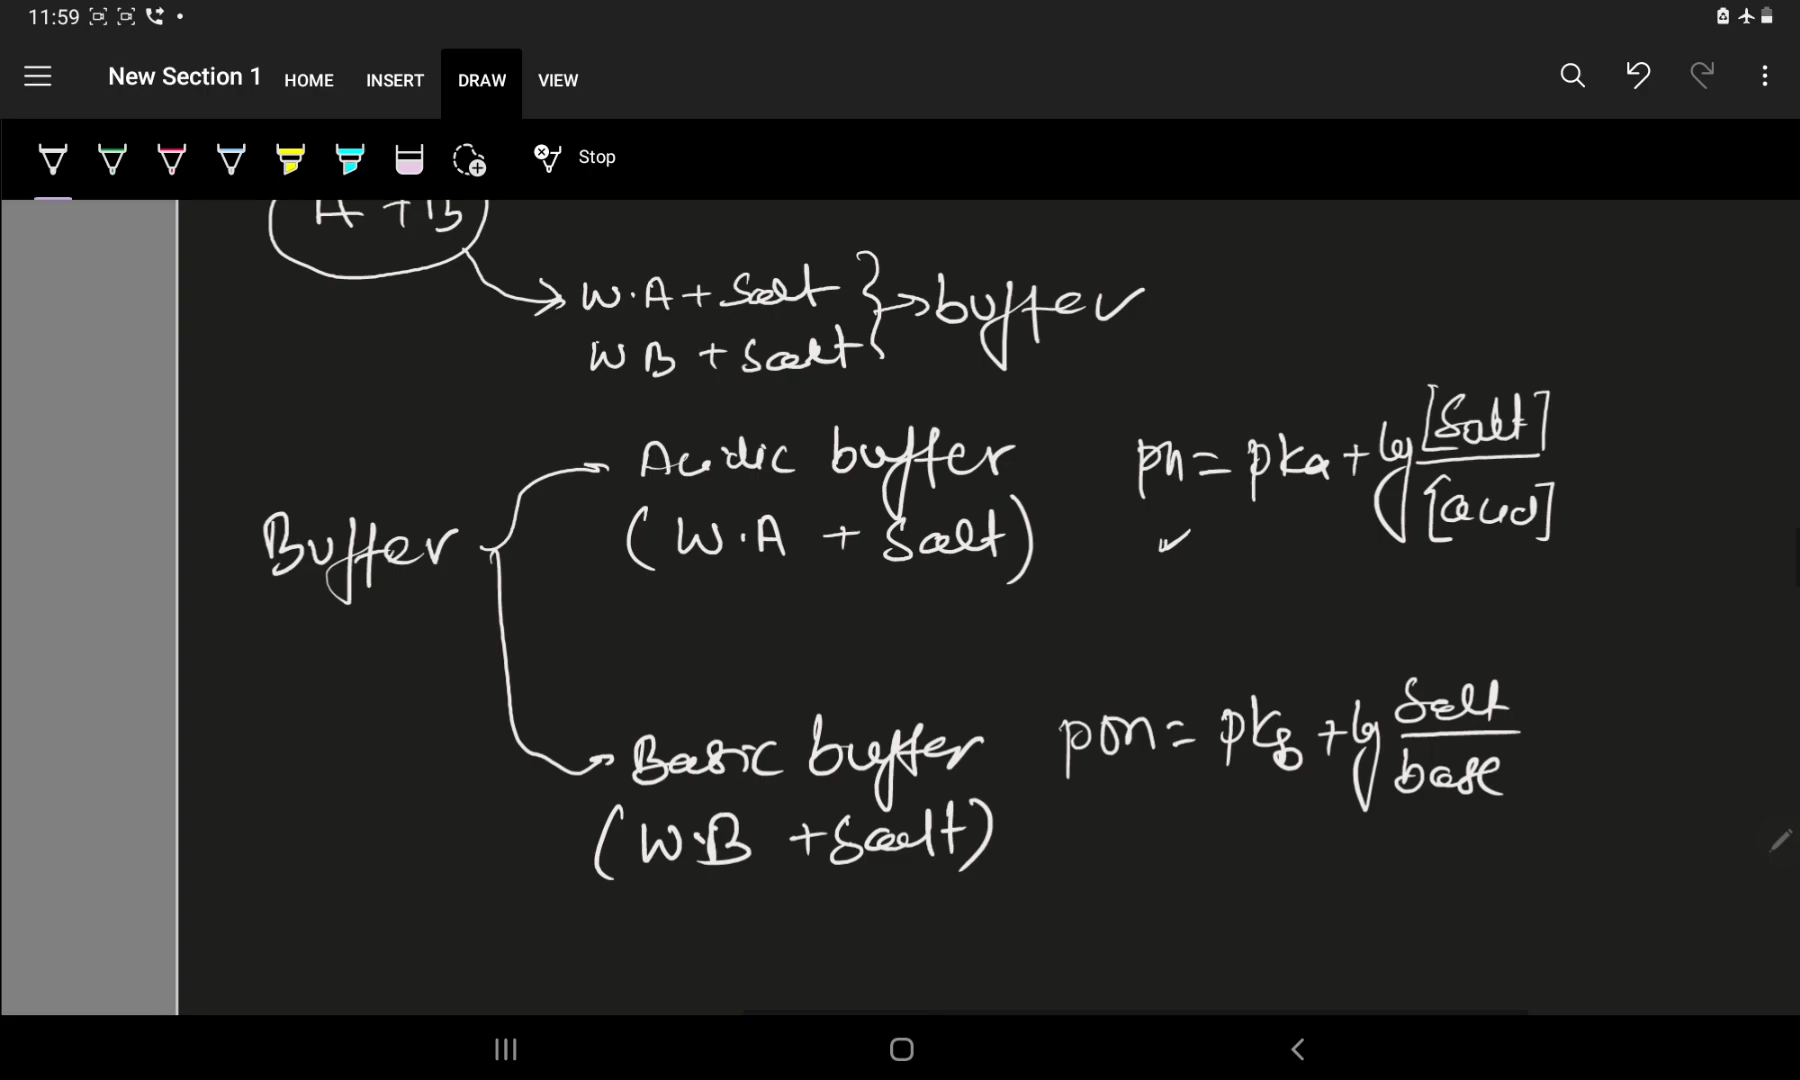 11:59
New Section 1 HOME INSERT DRAW VIEW
Stop
A + B
W.A + Salt } → buffer
WB + Salt
Acidic buffer pH = pKa + log [Salt]/[acid]
Buffer (W.A + Salt) ✓
Basic buffer pOH = pKb + log Salt/base
(W.B + Salt)